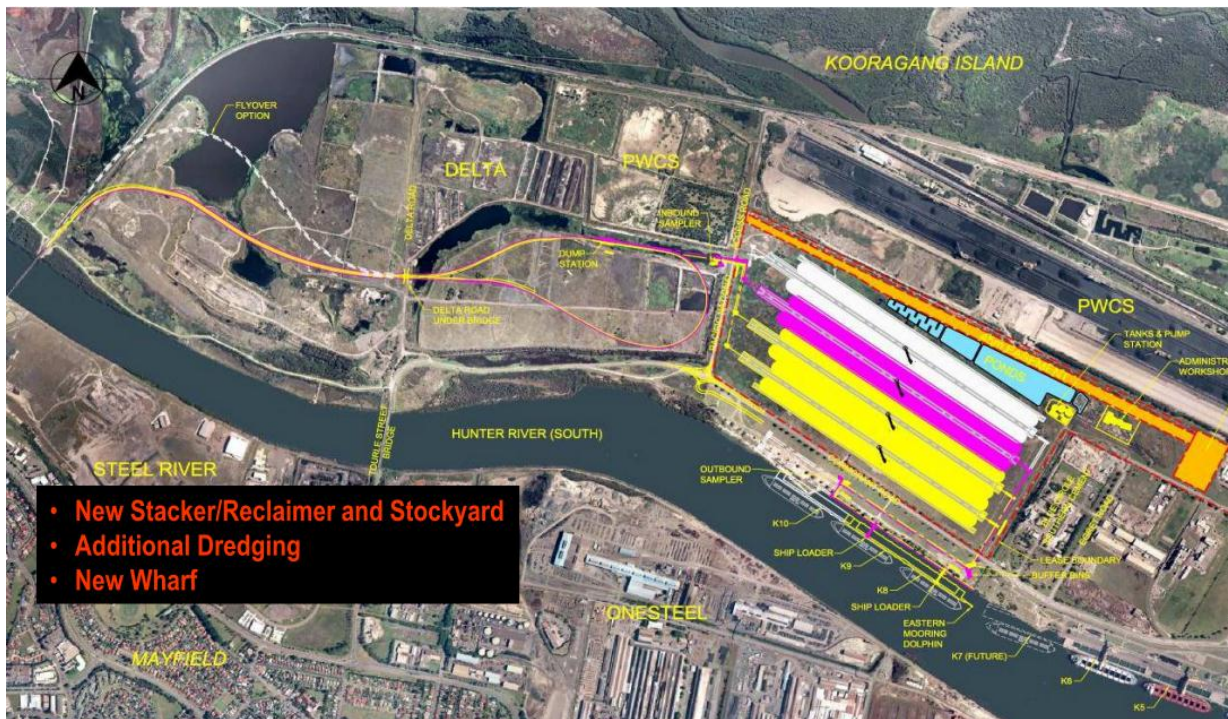 KOORAGANG ISLAND
N
FLYOVER
OPTION
DELTA
PWCS
DELTA ROAD
INBOUND
SAMPLER
DUMP
STATION
DELTA ROAD
UNDER BRIDGE
PWCS
TANKS & PUMP
STATION
PONDS
HUNTER RIVER (SOUTH)
TOURLE STREET
BRIDGE
STEEL RIVER
• New Stacker/Reclaimer and Stockyard
• Additional Dredging
• New Wharf
OUTBOUND
SAMPLER
K10
SHIP LOADER
K9
K8
SHIP LOADER
EASTERN
MOORING
DOLPHIN
LEASE BOUNDARY
BUFFER BINS
EGRET ROAD
K7 (FUTURE)
K6
K5
ONESTEEL
MAYFIELD